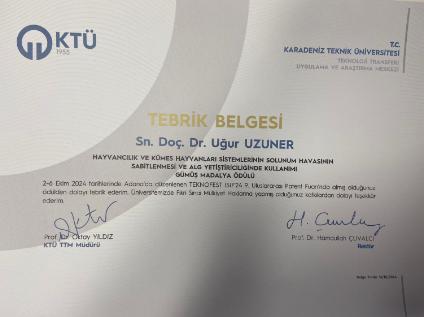 KTÜ
1955
T.C.
KARADENİZ TEKNİK ÜNİVERSİTESİ
TEKNOLOJİ TRANSFERİ
UYGULAMA VE ARAŞTIRMA MERKEZİ
TEBRİK BELGESİ
Sn. Doç. Dr. Uğur UZUNER
HAYVANCILIK VE KÜMES HAYVANLARI SİSTEMLERİNİN SOLUNUM HAVASININ
SABİTLENMESİ VE ALG YETİŞTİRİCİLİĞİNDE KULLANIMI
GÜMÜŞ MADALYA ÖDÜLÜ
2-6 Ekim 2024 tarihlerinde Adana'da düzenlenen TEKNOFEST ISIF'24 9. Uluslararası Patent Fuarı'nda almış olduğunuz
ödülden dolayı tebrik ederim. Üniversitemizde Fikri Sınai Mülkiyet Haklarına yapmış olduğunuz katkılardan dolayı teşekkür
ederim.
Prof. Dr. Oktay YILDIZ
KTÜ TTM Müdürü
Prof. Dr. Hamdullah ÇUVALCI
Rektör